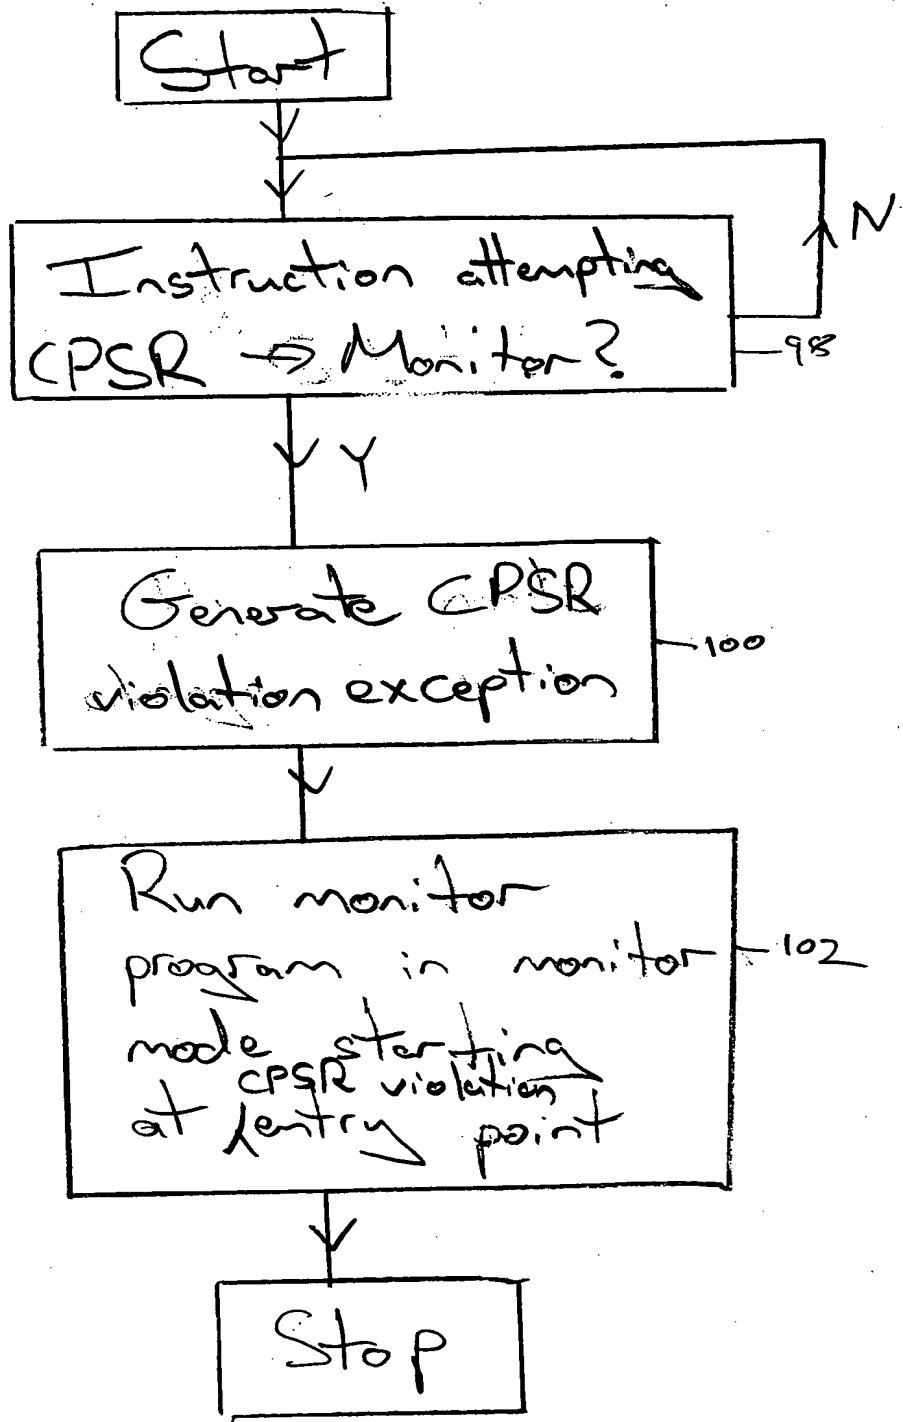 Start
N
Instruction attempting
CPSR → Monitor?
98
Y
Generate CPSR
violation exception
100
Run monitor
program in monitor
102
mode starting
CPSR violation
at entry point
Stop